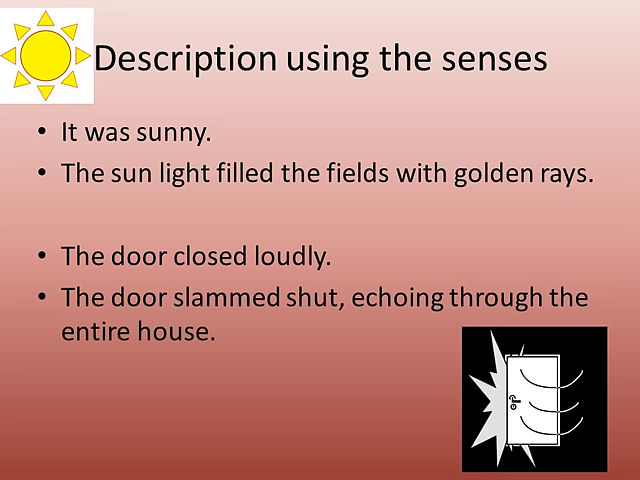 Description using the senses
• It was sunny.
• The sun light filled the fields with golden rays.
• The door closed loudly.
• The door slammed shut, echoing through the
entire house.